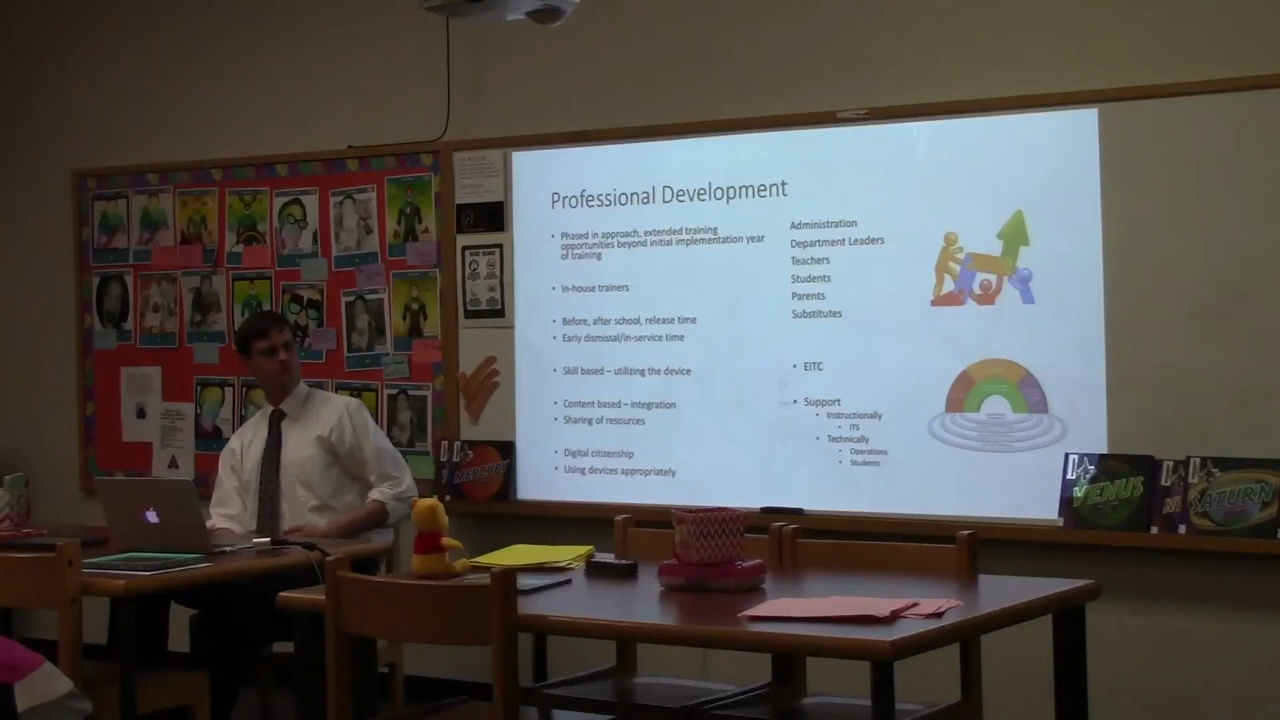 Professional Development
• Phased in approach, extended training
opportunities beyond initial implementation year
of training
• In-house trainers
• Before, after school, release time
• Early dismissal/in-service time
• Skill based – utilizing the device
• Content based – integration
• Sharing of resources
• Digital citizenship
• Using devices appropriately
Administration
Department Leaders
Teachers
Students
Parents
Substitutes
• EITC
• Support
• Instructionally
• ITS
• Technically
• Operations
• Students
MERCURY
VENUS
SATURN